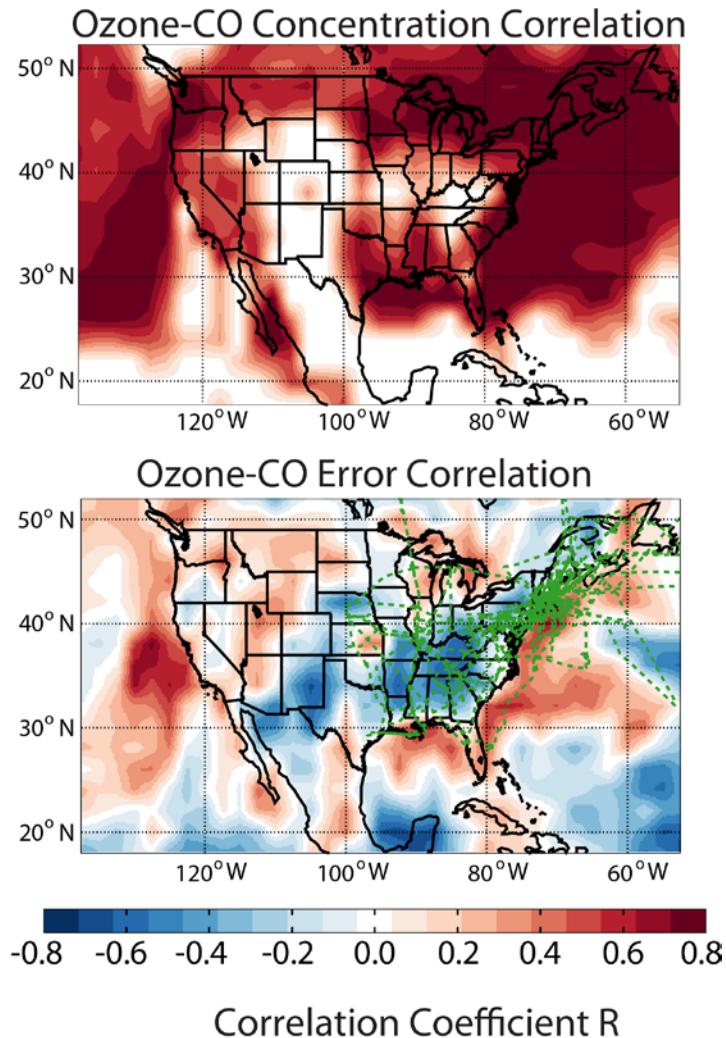 Ozone-CO Concentration Correlation
50° N
40° N
30° N
20° N
120°W 100°W 80°W 60°W
Ozone-CO Error Correlation
50° N
40° N
30° N
20° N
120°W 100°W 80°W 60°W
-0.8 -0.6 -0.4 -0.2 0.0 0.2 0.4 0.6 0.8
Correlation Coefficient R